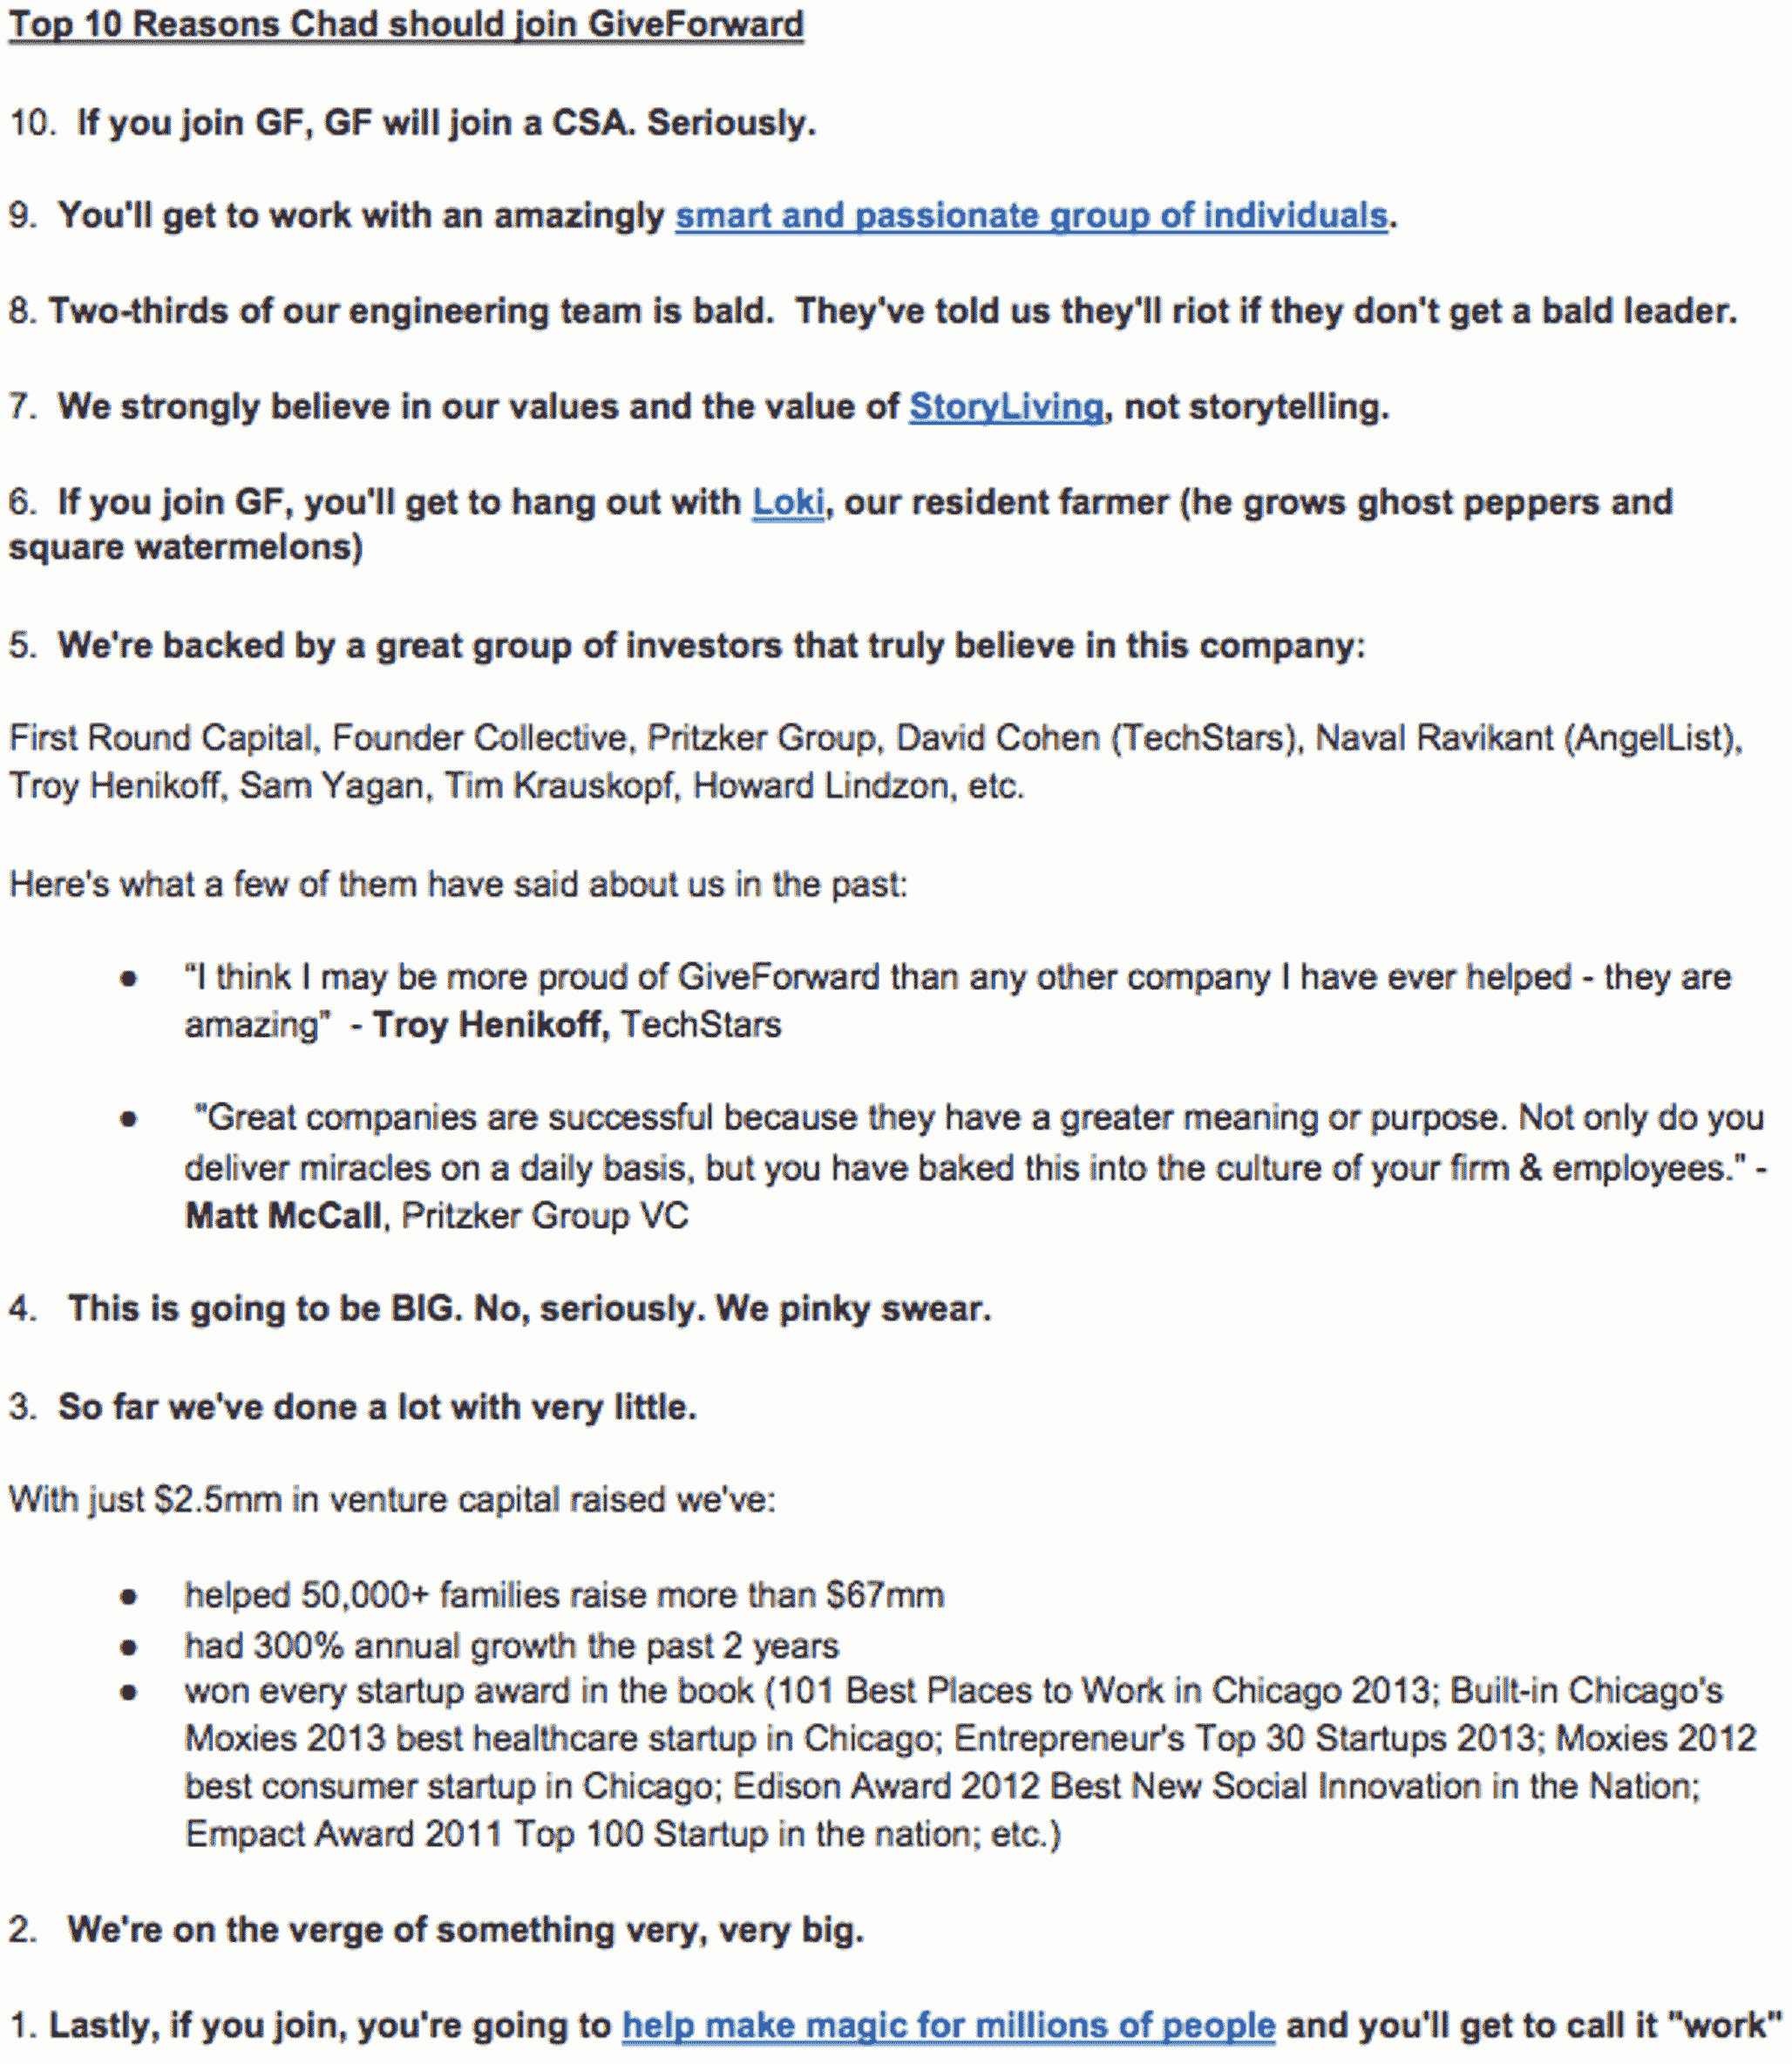 Top 10 Reasons Chad should join GiveForward
10. If you join GF, GF will join a CSA. Seriously.
9. You'll get to work with an amazingly smart and passionate group of individuals.
8. Two-thirds of our engineering team is bald. They've told us they'll riot if they don't get a bald leader.
7. We strongly believe in our values and the value of StoryLiving, not storytelling.
6. If you join GF, you'll get to hang out with Loki, our resident farmer (he grows ghost peppers and
square watermelons)
5. We're backed by a great group of investors that truly believe in this company:
First Round Capital, Founder Collective, Pritzker Group, David Cohen (TechStars), Naval Ravikant (AngelList),
Troy Henikoff, Sam Yagan, Tim Krauskopf, Howard Lindzon, etc.
Here's what a few of them have said about us in the past:
● “I think I may be more proud of GiveForward than any other company I have ever helped - they are
amazing” - Troy Henikoff, TechStars
● "Great companies are successful because they have a greater meaning or purpose. Not only do you
deliver miracles on a daily basis, but you have baked this into the culture of your firm & employees." -
Matt McCall, Pritzker Group VC
4. This is going to be BIG. No, seriously. We pinky swear.
3. So far we've done a lot with very little.
With just $2.5mm in venture capital raised we've:
● helped 50,000+ families raise more than $67mm
● had 300% annual growth the past 2 years
● won every startup award in the book (101 Best Places to Work in Chicago 2013; Built-in Chicago's
Moxies 2013 best healthcare startup in Chicago; Entrepreneur's Top 30 Startups 2013; Moxies 2012
best consumer startup in Chicago; Edison Award 2012 Best New Social Innovation in the Nation;
Empact Award 2011 Top 100 Startup in the nation; etc.)
2. We're on the verge of something very, very big.
1. Lastly, if you join, you're going to help make magic for millions of people and you'll get to call it "work"